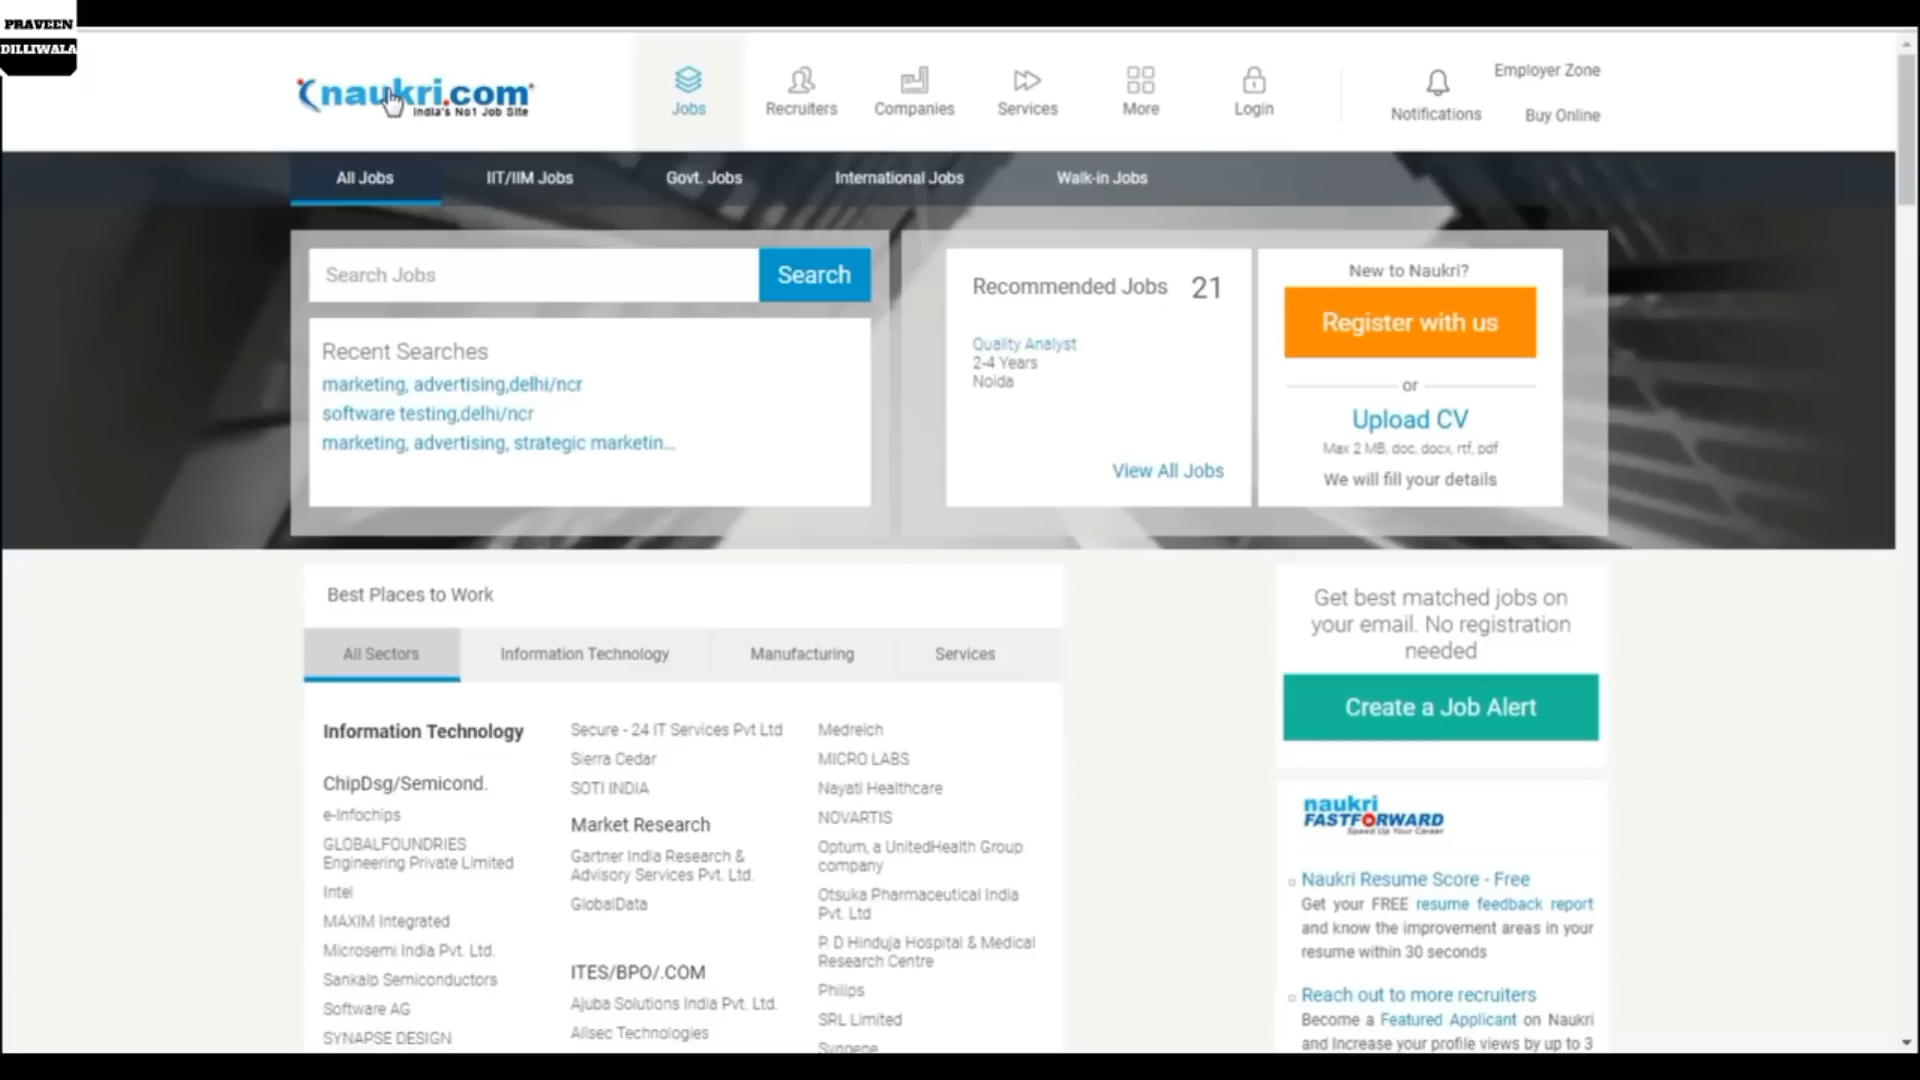 PRAVEEN
DILLIWALA
naukri.com
India's No1 Job Site
Jobs
Recruiters
Companies
Services
More
Login
Notifications
Employer Zone
Buy Online
All Jobs
IIT/IIM Jobs
Govt. Jobs
International Jobs
Walk-in Jobs
Search Jobs
Search
Recent Searches
marketing, advertising,delhi/ncr
software testing,delhi/ncr
marketing, advertising, strategic marketin...
Recommended Jobs 21
Quality Analyst
2-4 Years
Noida
View All Jobs
New to Naukri?
Register with us
or
Upload CV
Max 2 MB, doc, docx, rtf, pdf
We will fill your details
Best Places to Work
All Sectors
Information Technology
Manufacturing
Services
Information Technology
ChipDsg/Semicond.
e-Infochips
GLOBALFOUNDRIES
Engineering Private Limited
Intel
MAXIM Integrated
Microsemi India Pvt. Ltd.
Sankalp Semiconductors
Software AG
SYNAPSE DESIGN
Secure - 24 IT Services Pvt Ltd
Sierra Cedar
SOTI INDIA
Market Research
Gartner India Research &
Advisory Services Pvt. Ltd.
GlobalData
ITES/BPO/.COM
Ajuba Solutions India Pvt. Ltd.
Allsec Technologies
Medreich
MICRO LABS
Nayati Healthcare
NOVARTIS
Optum, a UnitedHealth Group
company
Otsuka Pharmaceutical India
Pvt. Ltd
P. D Hinduja Hospital & Medical
Research Centre
Philips
SRL Limited
Syngene
Get best matched jobs on
your email. No registration
needed
Create a Job Alert
naukri
FASTFORWARD
Speed Up Your Career
Naukri Resume Score - Free
Get your FREE resume feedback report
and know the improvement areas in your
resume within 30 seconds
Reach out to more recruiters
Become a Featured Applicant on Naukri
and Increase your profile views by up to 3